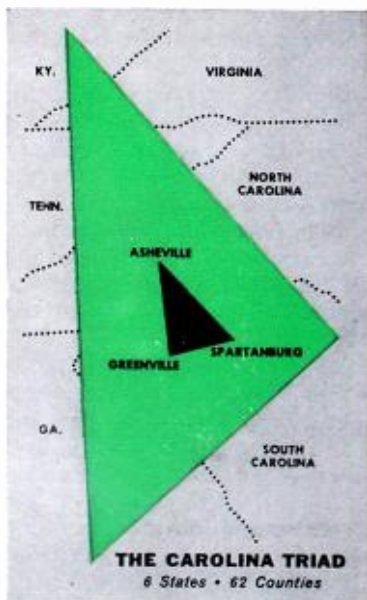 KY.
VIRGINIA
NORTH
CAROLINA
TENN.
ASHEVILLE
SPARTANBURG
GREENVILLE
GA.
SOUTH
CAROLINA
THE CAROLINA TRIAD
6 States • 62 Counties